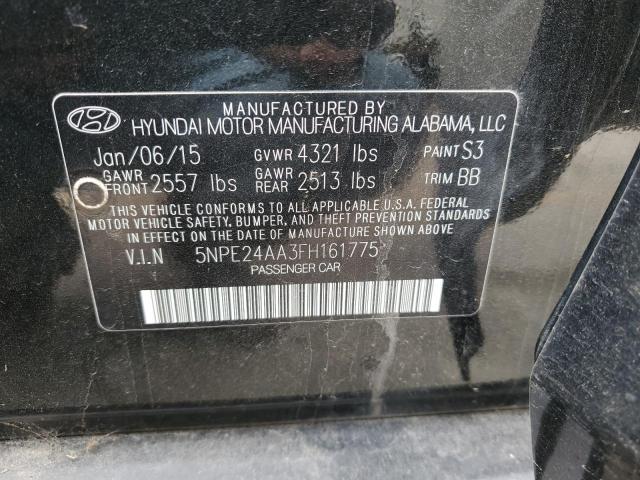 MANUFACTURED BY
HYUNDAI MOTOR MANUFACTURING ALABAMA, LLC
Jan/06/15 GVWR 4321 lbs PAINT S3
GAWR FRONT 2557 lbs GAWR REAR 2513 lbs TRIM BB
THIS VEHICLE CONFORMS TO ALL APPLICABLE U.S.A. FEDERAL
MOTOR VEHICLE SAFETY, BUMPER, AND THEFT PREVENTION STANDARDS
IN EFFECT ON THE DATE OF MANUFACTURE SHOWN ABOVE
V.I.N 5NPE24AA3FH161775
PASSENGER CAR